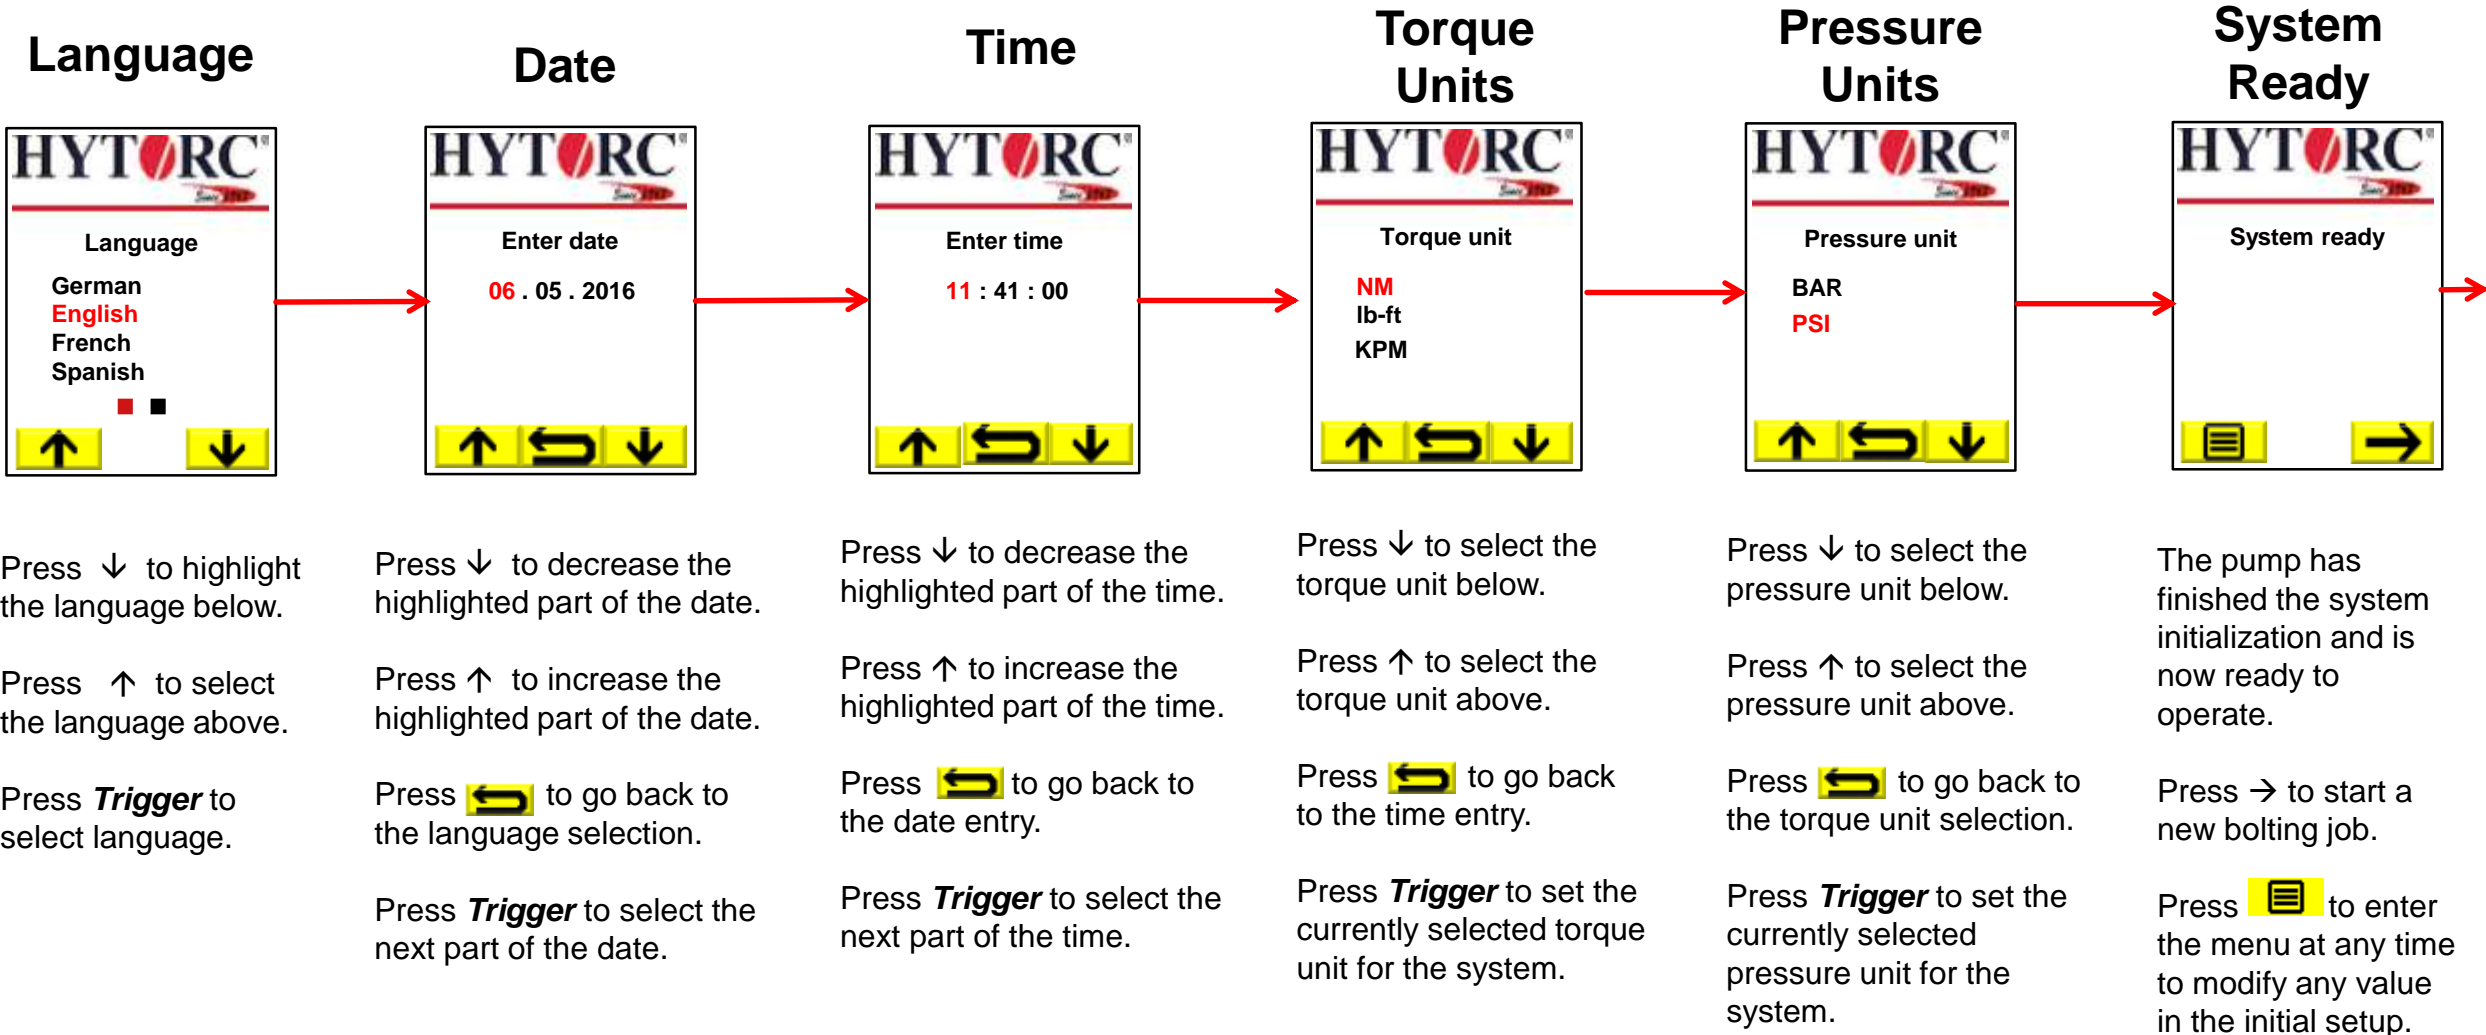 Language
HYTORC®
Since 1968
Language
German
English
French
Spanish
Press ↓ to highlight
the language below.
Press ↑ to select
the language above.
Press Trigger to
select language.
Date
HYTORC
Enter date
06 . 05 . 2016
Press ↓ to decrease the
highlighted part of the date.
Press ↑ to increase the
highlighted part of the date.
Press to go back to
the language selection.
Press Trigger to select the
next part of the date.
Time
HYTORC
Enter time
11 : 41 : 00
Press ↓ to decrease the
highlighted part of the time.
Press ↑ to increase the
highlighted part of the time.
Press to go back to
the date entry.
Press Trigger to select the
next part of the time.
Torque
Units
HYTORC
Torque unit
NM
lb-ft
KPM
Press ↓ to select the
torque unit below.
Press ↑ to select the
torque unit above.
Press to go back
to the time entry.
Press Trigger to set the
currently selected torque
unit for the system.
Pressure
Units
HYTORC
Pressure unit
BAR
PSI
Press ↓ to select the
pressure unit below.
Press ↑ to select the
pressure unit above.
Press to go back to
the torque unit selection.
Press Trigger to set the
currently selected
pressure unit for the
system.
System
Ready
HYTORC
System ready
The pump has
finished the system
initialization and is
now ready to
operate.
Press → to start a
new bolting job.
Press to enter
the menu at any time
to modify any value
in the initial setup.